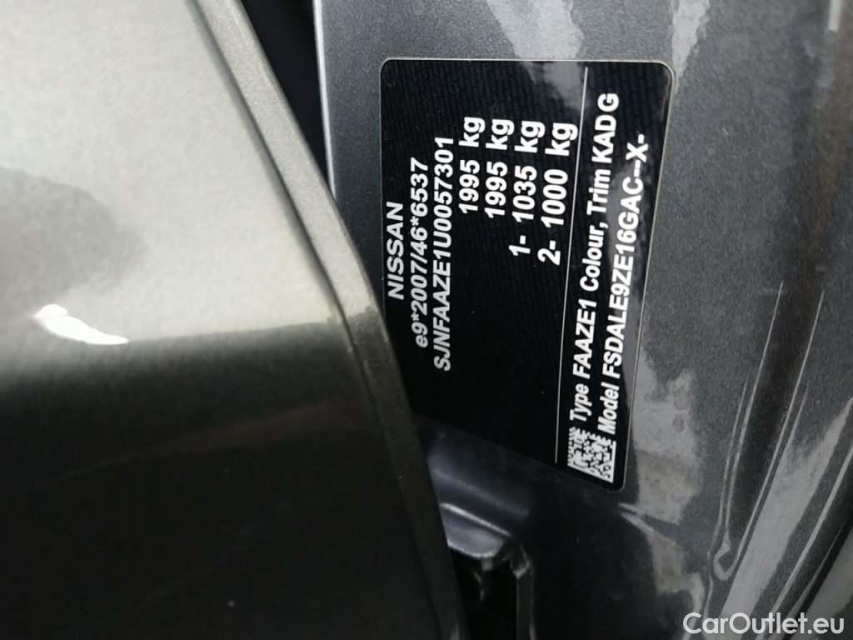 NISSAN
e9*2007/46*6537
SJNFAAZE1U0057301
1995 kg
1995 kg
1- 1035 kg
2- 1000 kg
Type FAAZE1 Colour, Trim KAD G
Model FSDALE9ZE16GAC-X-
CarOutlet.eu